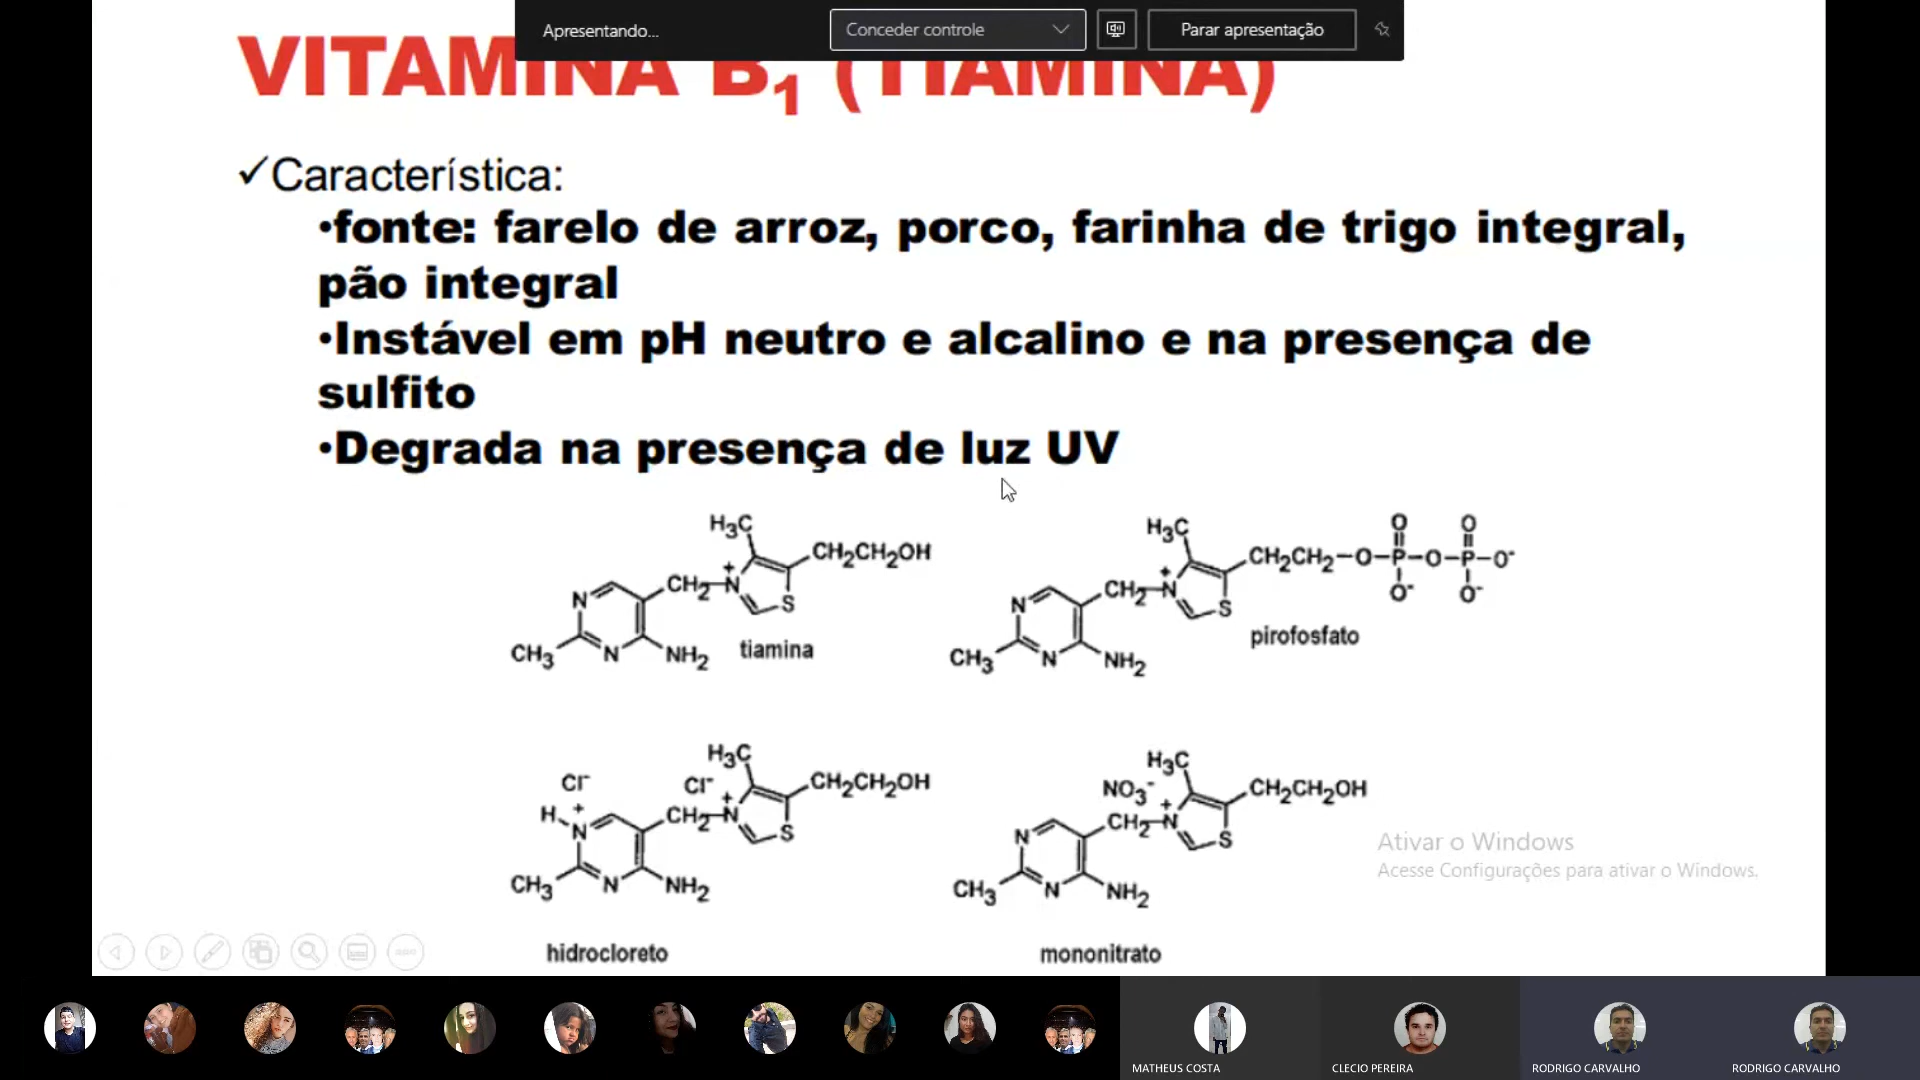 Apresentando...
Conceder controle
Parar apresentação
VITAMINA B₁ (TIAMINA)
✓Característica:
•fonte: farelo de arroz, porco, farinha de trigo integral,
pão integral
•Instável em pH neutro e alcalino e na presença de
sulfito
•Degrada na presença de luz UV
H₃C
CH₂CH₂OH
N
CH₂
N⁺
S
CH₃
N
NH₂
tiamina
H₃C
CH₂CH₂–O–P–O–P–O⁻
O
O
O⁻
O⁻
N
CH₂
N⁺
S
CH₃
N
NH₂
pirofosfato
H₃C
Cl⁻
Cl⁻
CH₂CH₂OH
H
N⁺
CH₂
N⁺
S
CH₃
N
NH₂
hidrocloreto
H₃C
NO₃⁻
CH₂CH₂OH
N
CH₂
N⁺
S
CH₃
N
NH₂
mononitrato
Ativar o Windows
Acesse Configurações para ativar o Windows.
MATHEUS COSTA
CLECIO PEREIRA
RODRIGO CARVALHO
RODRIGO CARVALHO